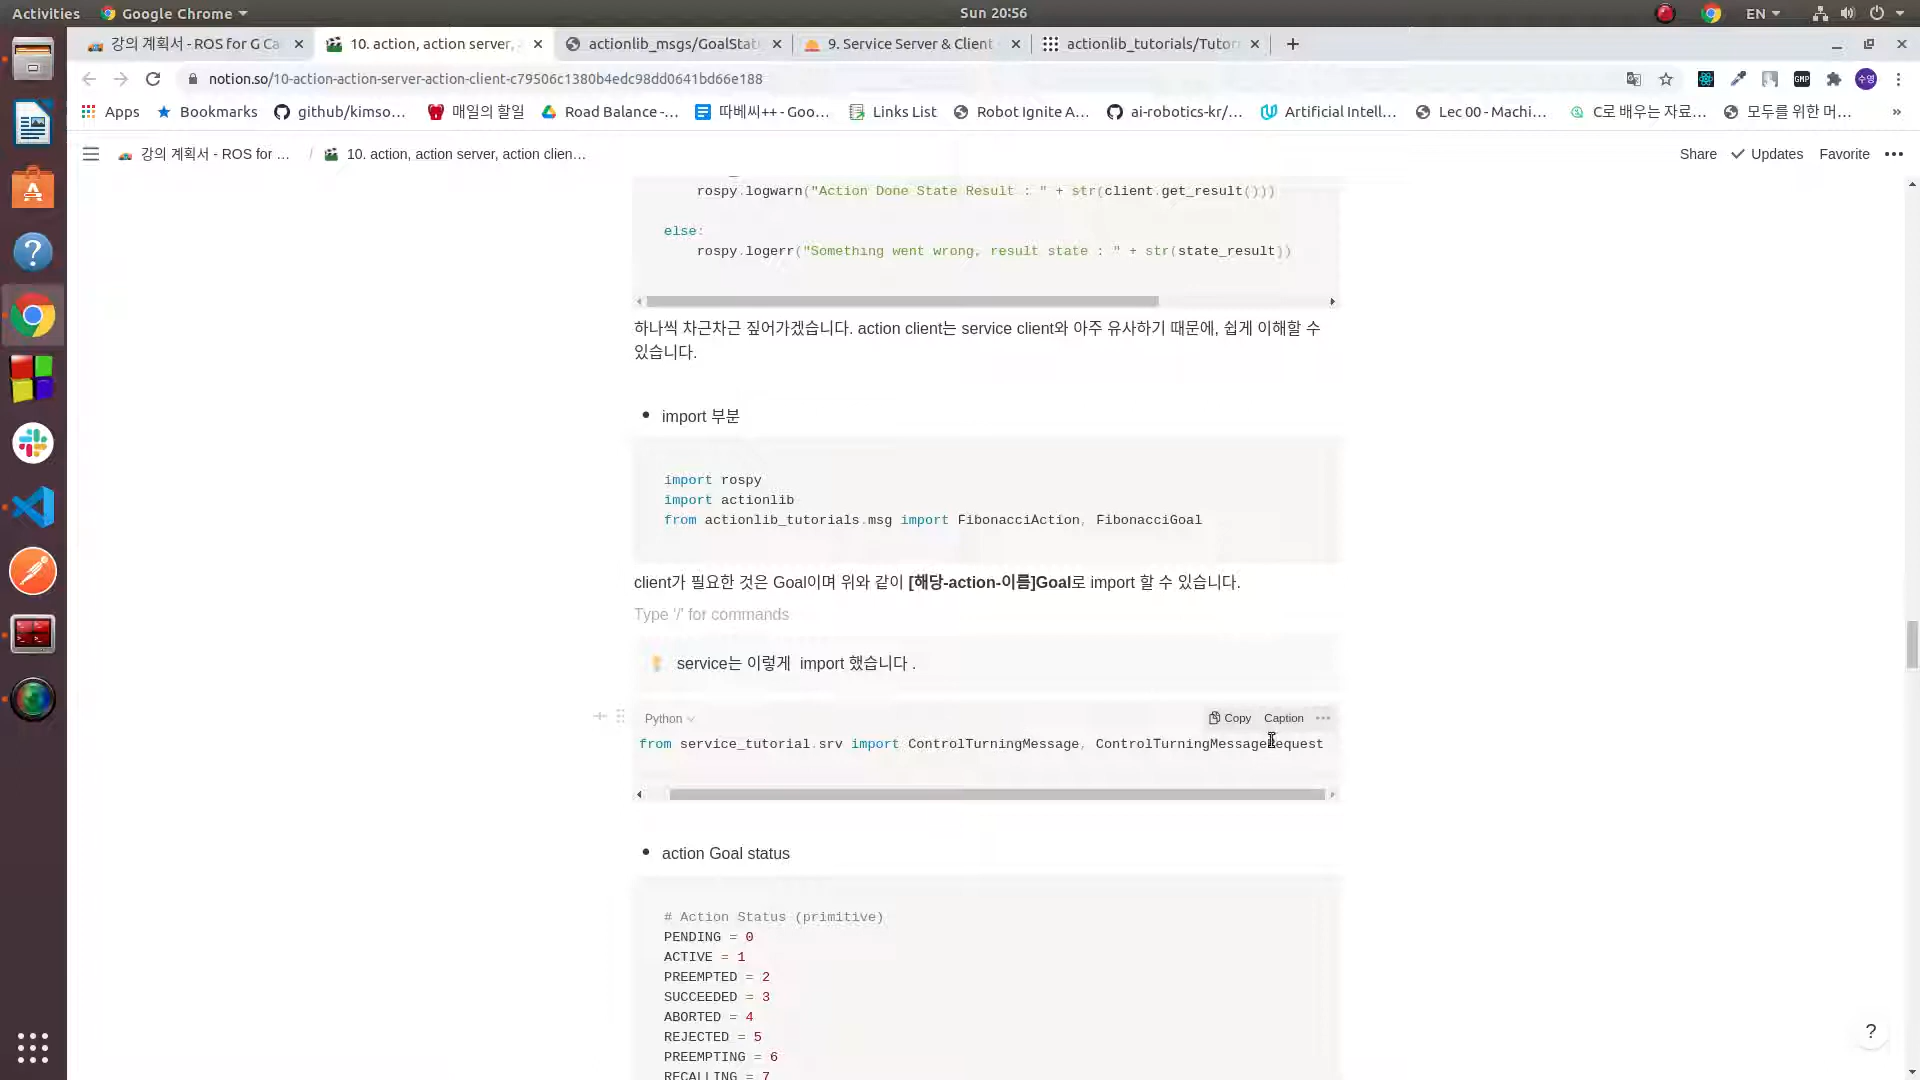 Activities Google Chrome Sun 20:56 EN
강의 계획서 - ROS for G Ca 10. action, action server, actionlib_msgs/GoalStat 9. Service Server & Client actionlib_tutorials/Tutor
notion.so/10-action-action-server-action-client-c79506c1380b4edc98dd0641bd66e188 GMP 수영
Apps Bookmarks github/kimso... 매일의 할일 Road Balance -... 따베씨++ - Goo... Links List Robot Ignite A... ai-robotics-kr/... Artificial Intell... Lec 00 - Machi... C로 배우는 자료... 모두를 위한 머... »
강의 계획서 - ROS for ... / 10. action, action server, action clien... Share Updates Favorite •••
rospy.logwarn("Action Done State Result : " + str(client.get_result()))
else:
rospy.logerr("Something went wrong, result state : " + str(state_result))
하나씩 차근차근 짚어가겠습니다. action client는 service client와 아주 유사하기 때문에, 쉽게 이해할 수
있습니다.
• import 부분
import rospy
import actionlib
from actionlib_tutorials.msg import FibonacciAction, FibonacciGoal
client가 필요한 것은 Goal이며 위와 같이 [해당-action-이름]Goal로 import 할 수 있습니다.
Type '/' for commands
service는 이렇게 import 했습니다 .
Python Copy Caption •••
from service_tutorial.srv import ControlTurningMessage, ControlTurningMessageRequest
• action Goal status
# Action Status (primitive)
PENDING = 0
ACTIVE = 1
PREEMPTED = 2
SUCCEEDED = 3
ABORTED = 4
REJECTED = 5
PREEMPTING = 6
RECALLING = 7
?